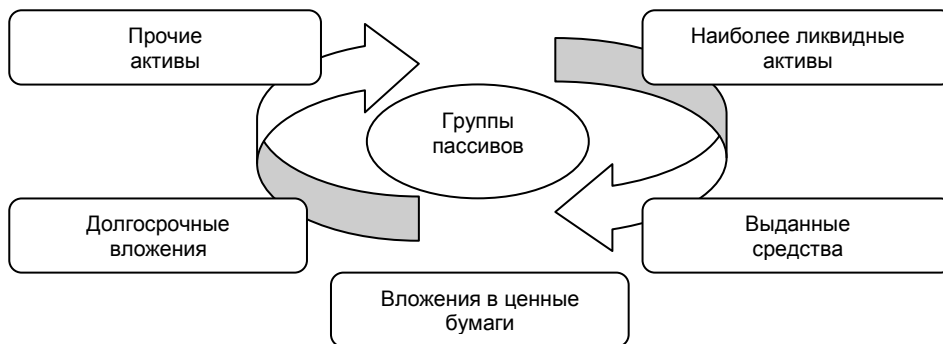 Прочие
активы
Наиболее ликвидные
активы
Группы
пассивов
Долгосрочные
вложения
Выданные
средства
Вложения в ценные
бумаги